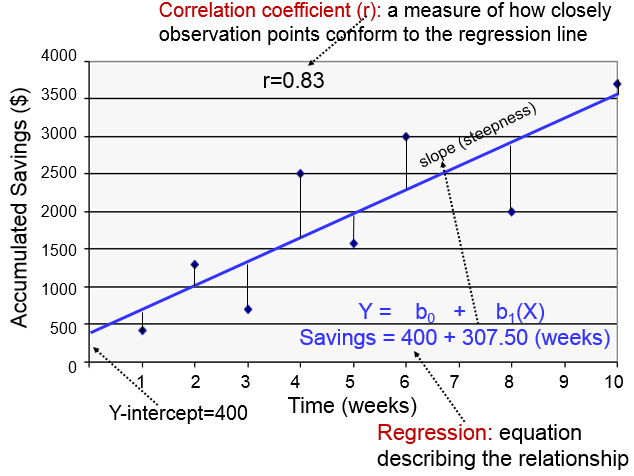 Correlation coefficient (r): a measure of how closely
observation points conform to the regression line
4000
3500
3000
2500
2000
1500
1000
500
0
Accumulated Savings ($)
r=0.83
slope (steepness)
Y = b0 + b1(X)
Savings = 400 + 307.50 (weeks)
1 2 3 4 5 6 7 8 9 10
Time (weeks)
Y-intercept=400
Regression: equation
describing the relationship